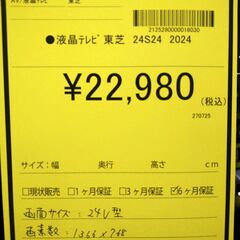 AV/液晶テレビ 東芝
2125280000018030
●液晶テレビ 東芝 24S24 2024
¥22,980
(税込)
270725
サイズ:幅 奥行 高さ cm
□現状販売 □1ヶ月保証 □3ヶ月保証 ☑6ヶ月保証
画面サイズ:24V型
画素数:1366×768